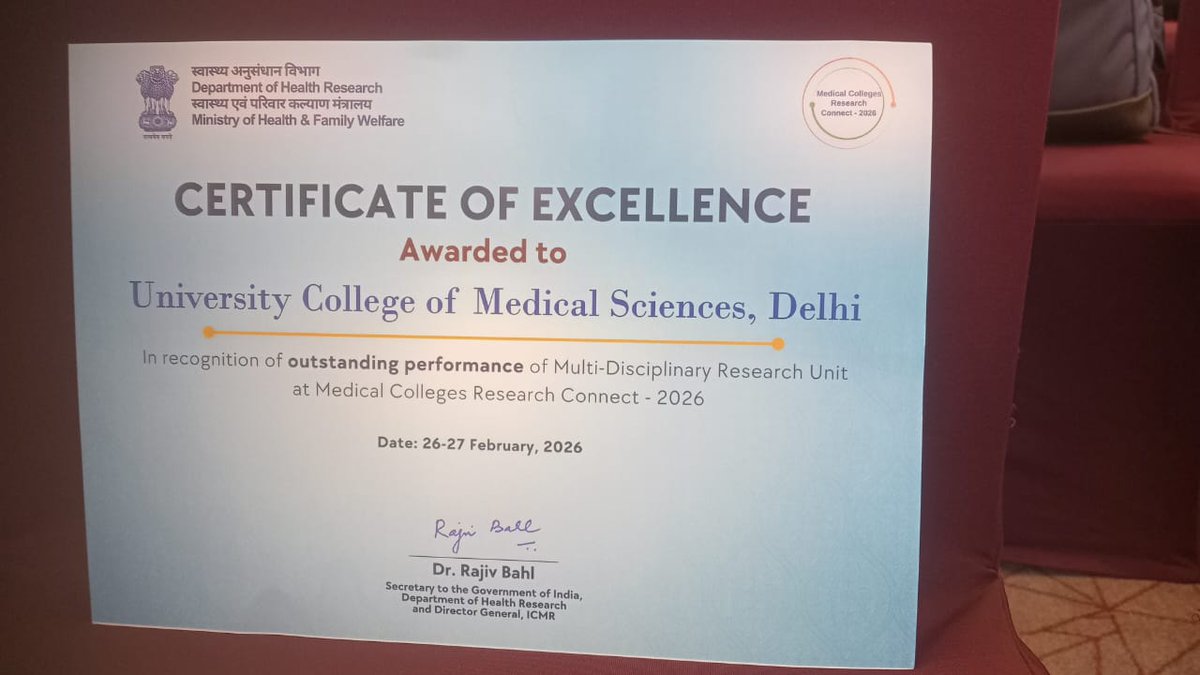 स्वास्थ्य अनुसंधान विभाग
Department of Health Research
स्वास्थ्य एवं परिवार कल्याण मंत्रालय
Ministry of Health & Family Welfare
सत्यमेव जयते
Medical Colleges
Research
Connect - 2026
CERTIFICATE OF EXCELLENCE
Awarded to
University College of Medical Sciences, Delhi
In recognition of outstanding performance of Multi-Disciplinary Research Unit
at Medical Colleges Research Connect - 2026
Date: 26-27 February, 2026
Rajiv Bahl
Dr. Rajiv Bahl
Secretary to the Government of India,
Department of Health Research
and Director General, ICMR